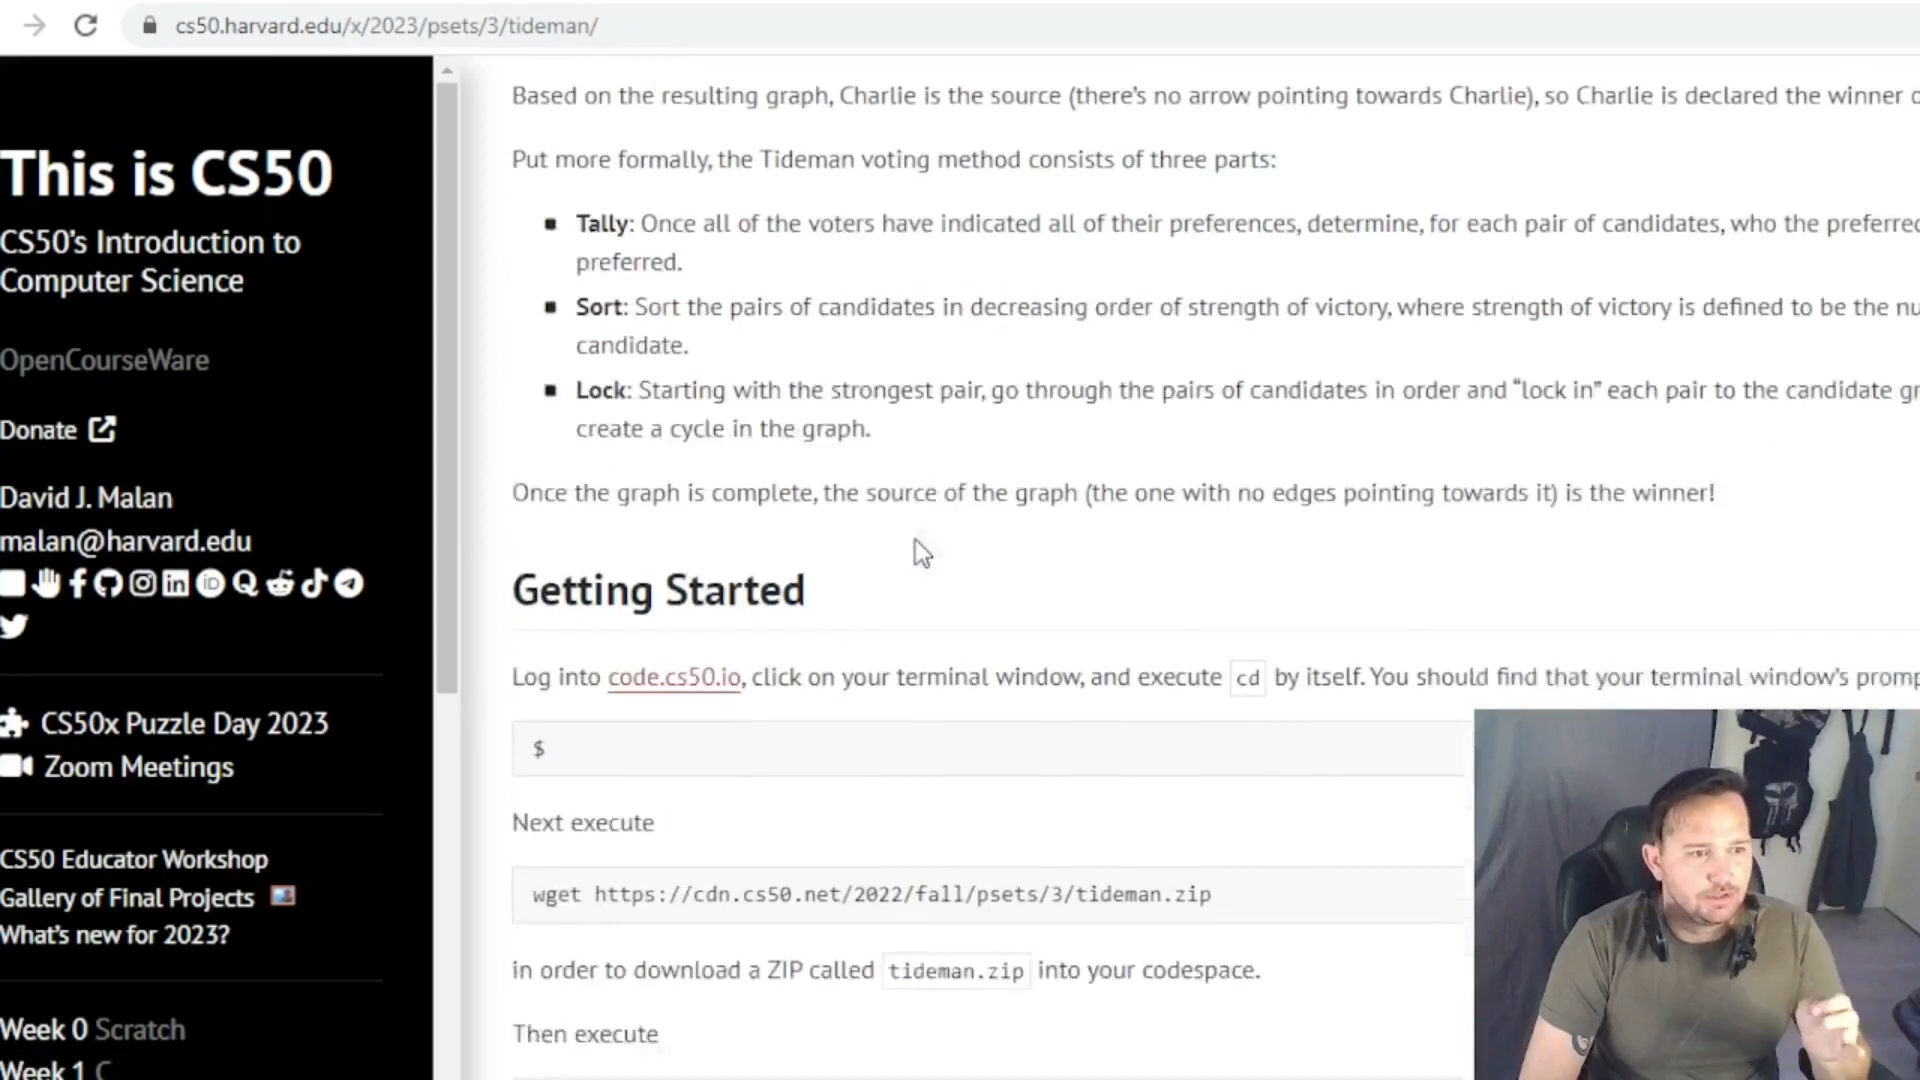 cs50.harvard.edu/x/2023/psets/3/tideman/
This is CS50
CS50's Introduction to
Computer Science
OpenCourseWare
Donate
David J. Malan
malan@harvard.edu
CS50x Puzzle Day 2023
Zoom Meetings
CS50 Educator Workshop
Gallery of Final Projects
What's new for 2023?
Week 0 Scratch
Week 1 C
Based on the resulting graph, Charlie is the source (there's no arrow pointing towards Charlie), so Charlie is declared the winner
Put more formally, the Tideman voting method consists of three parts:
Tally: Once all of the voters have indicated all of their preferences, determine, for each pair of candidates, who the preferred
preferred.
Sort: Sort the pairs of candidates in decreasing order of strength of victory, where strength of victory is defined to be the
candidate.
Lock: Starting with the strongest pair, go through the pairs of candidates in order and “lock in” each pair to the candidate
create a cycle in the graph.
Once the graph is complete, the source of the graph (the one with no edges pointing towards it) is the winner!
Getting Started
Log into code.cs50.io, click on your terminal window, and execute cd by itself. You should find that your terminal window's
$
Next execute
wget https://cdn.cs50.net/2022/fall/psets/3/tideman.zip
in order to download a ZIP called tideman.zip into your codespace.
Then execute